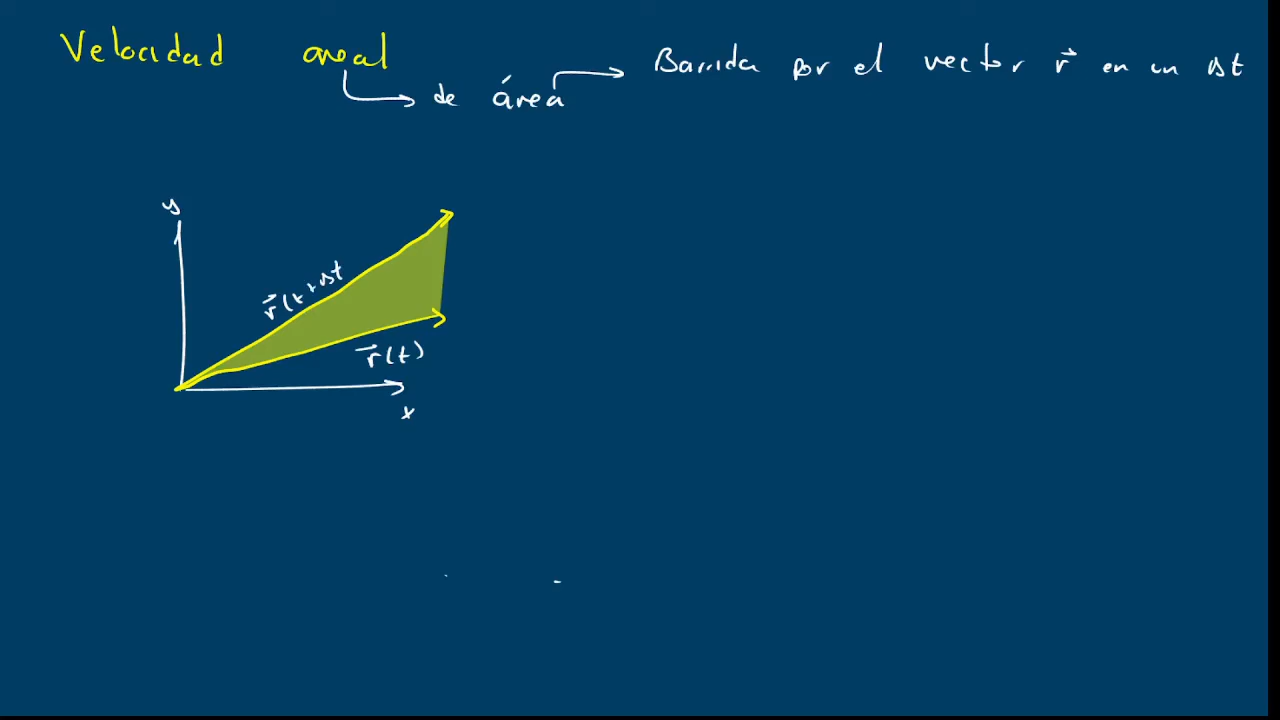 Velocidad areal
Barrida por el vector r⃗ en un Δt
de área
y
r⃗(t+Δt
r⃗(t)
x